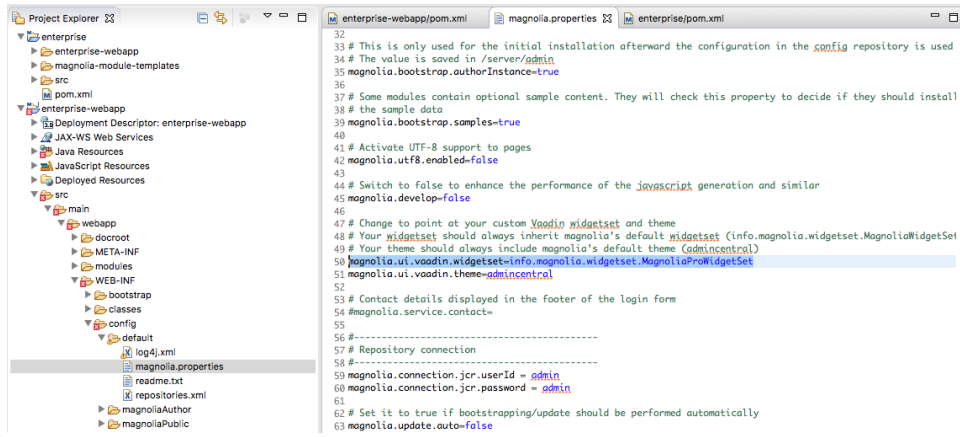 Project Explorer
enterprise
enterprise-webapp
magnolia-module-templates
src
pom.xml
enterprise-webapp
Deployment Descriptor: enterprise-webapp
JAX-WS Web Services
Java Resources
JavaScript Resources
Deployed Resources
src
main
webapp
docroot
META-INF
modules
WEB-INF
bootstrap
classes
config
default
log4j.xml
magnolia.properties
readme.txt
repositories.xml
magnoliaAuthor
magnoliaPublic
enterprise-webapp/pom.xml magnolia.properties enterprise/pom.xml
32
33 # This is only used for the initial installation afterward the configuration in the config repository is used
34 # The value is saved in /server/admin
35 magnolia.bootstrap.authorInstance=true
36
37 # Some modules contain optional sample content. They will check this property to decide if they should install
38 # the sample data
39 magnolia.bootstrap.samples=true
40
41 # Activate UTF-8 support to pages
42 magnolia.utf8.enabled=false
43
44 # Switch to false to enhance the performance of the javascript generation and similar
45 magnolia.develop=false
46
47 # Change to point at your custom Vaadin widgetset and theme
48 # Your widgetset should always inherit magnolia's default widgetset (info.magnolia.widgetset.MagnoliaWidgetSet
49 # Your theme should always include magnolia's default theme (admincentral)
50 magnolia.ui.vaadin.widgetset=info.magnolia.widgetset.MagnoliaProWidgetSet
51 magnolia.ui.vaadin.theme=admincentral
52
53 # Contact details displayed in the footer of the login form
54 #magnolia.service.contact=
55
56 #------------------------------------------
57 # Repository connection
58 #------------------------------------------
59 magnolia.connection.jcr.userId = admin
60 magnolia.connection.jcr.password = admin
61
62 # Set it to true if bootstrapping/update should be performed automatically
63 magnolia.update.auto=false